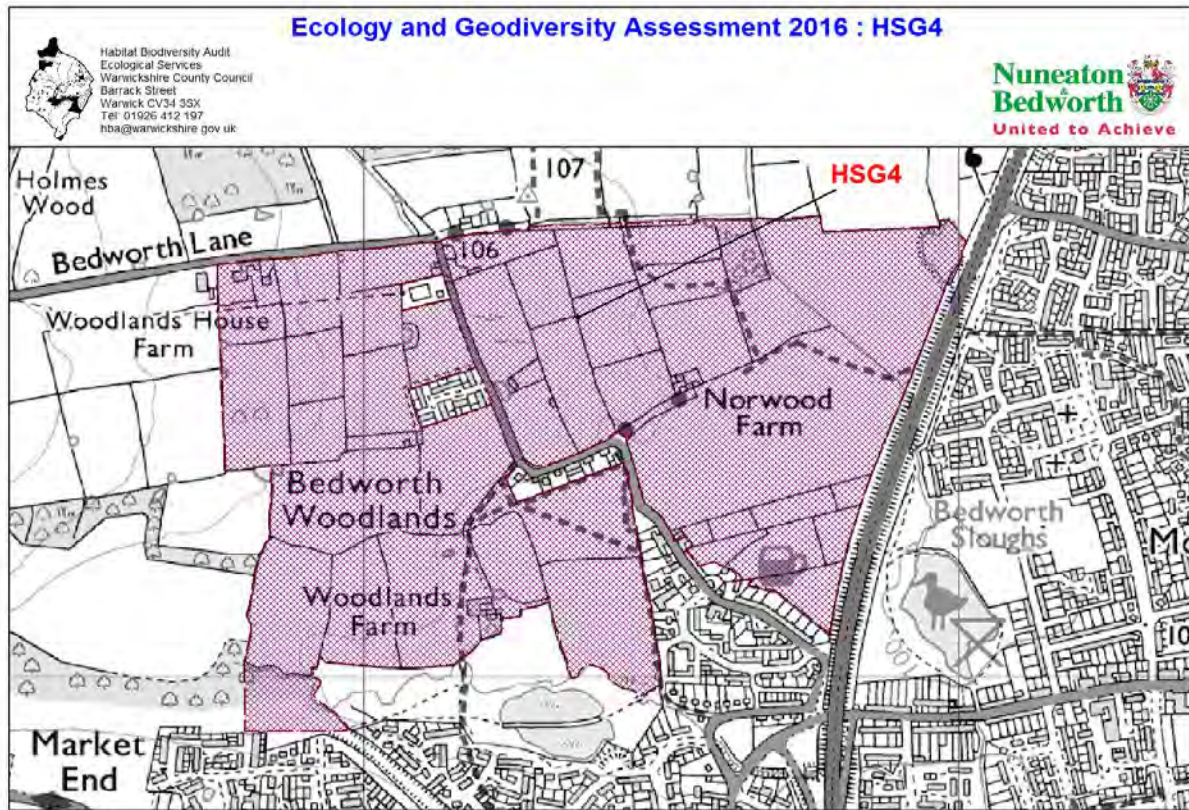 Ecology and Geodiversity Assessment 2016 : HSG4
Habitat Biodiversity Audit
Ecological Services
Warwickshire County Council
Barrack Street
Warwick CV34 3SX
Tel: 01926 412 197
hba@warwickshire gov uk
Nuneaton
&
Bedworth
United to Achieve
Holmes
Wood
107
HSG4
Bedworth Lane
106
Woodlands House
Farm
Norwood
Farm
Bedworth
Woodlands
Bedworth
Sloughs
Woodlands
Farm
Market
End